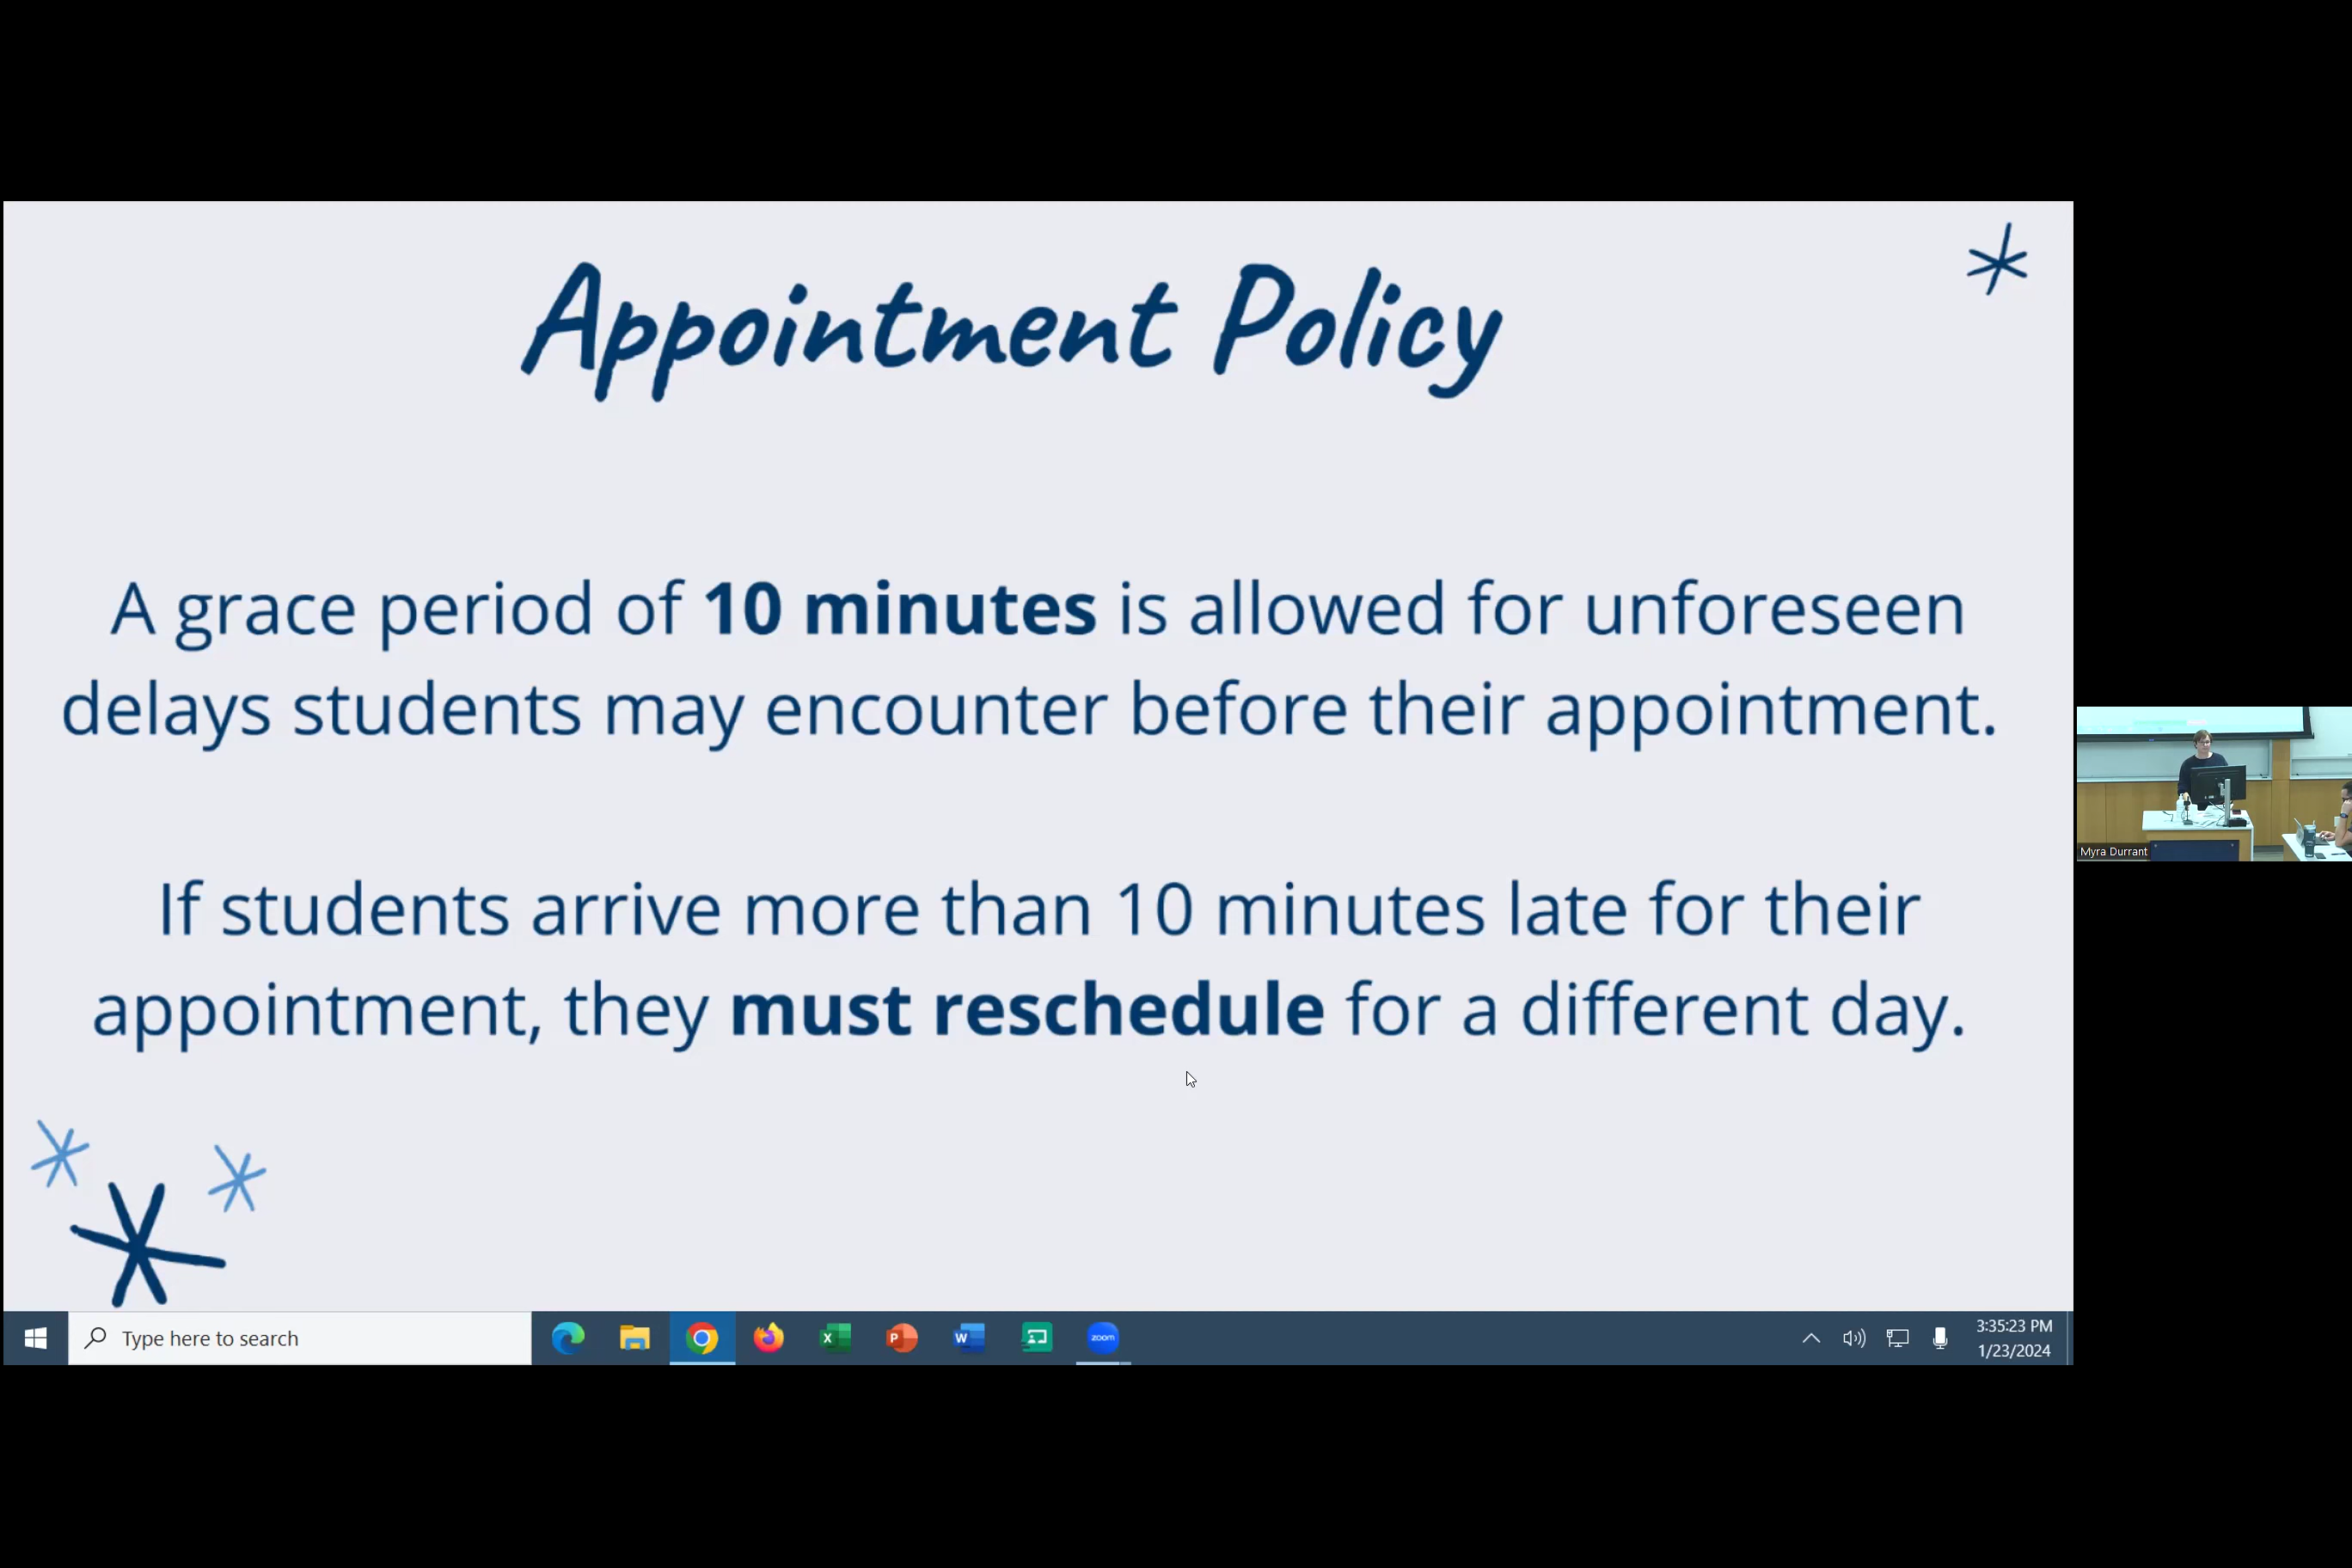 Appointment Policy
A grace period of 10 minutes is allowed for unforeseen
delays students may encounter before their appointment.
If students arrive more than 10 minutes late for their
appointment, they must reschedule for a different day.
Myra Durrant
Type here to search
zoom
3:35:23 PM
1/23/2024